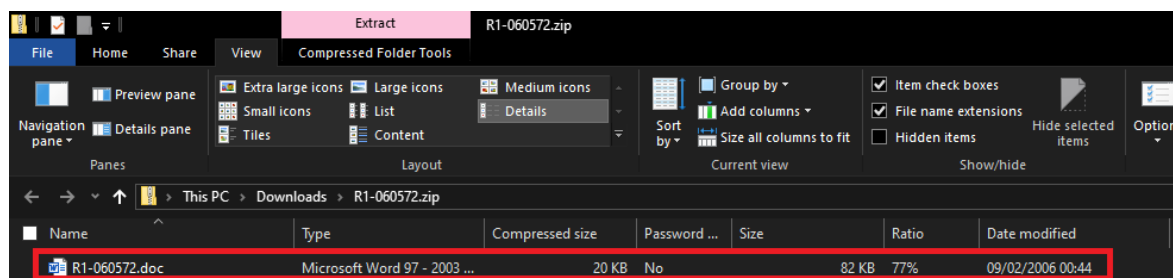 Extract R1-060572.zip
File Home Share View Compressed Folder Tools
Preview pane Extra large icons Large icons Medium icons Group by Item check boxes
Small icons List Details Add columns File name extensions
Navigation pane Details pane Tiles Content Sort by Size all columns to fit Hidden items Hide selected items Option
Panes Layout Current view Show/hide
This PC > Downloads > R1-060572.zip
Name Type Compressed size Password ... Size Ratio Date modified
R1-060572.doc Microsoft Word 97 - 2003 ... 20 KB No 82 KB 77% 09/02/2006 00:44